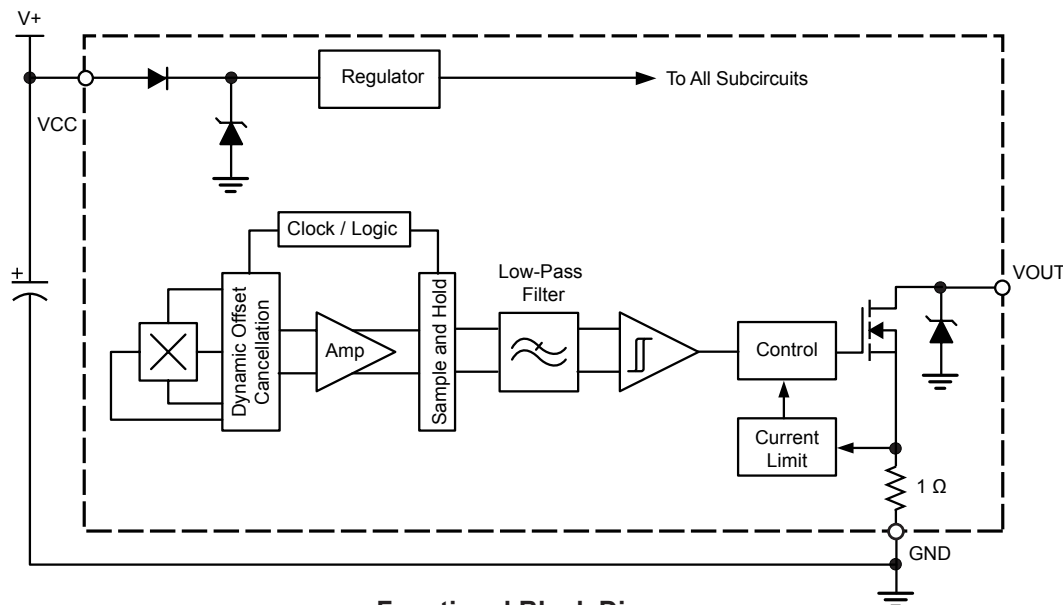 V+
VCC
Regulator
To All Subcircuits
Clock / Logic
+
Dynamic Offset
Cancellation
Amp
Sample and Hold
Low-Pass
Filter
Control
Current
Limit
VOUT
1 Ω
GND